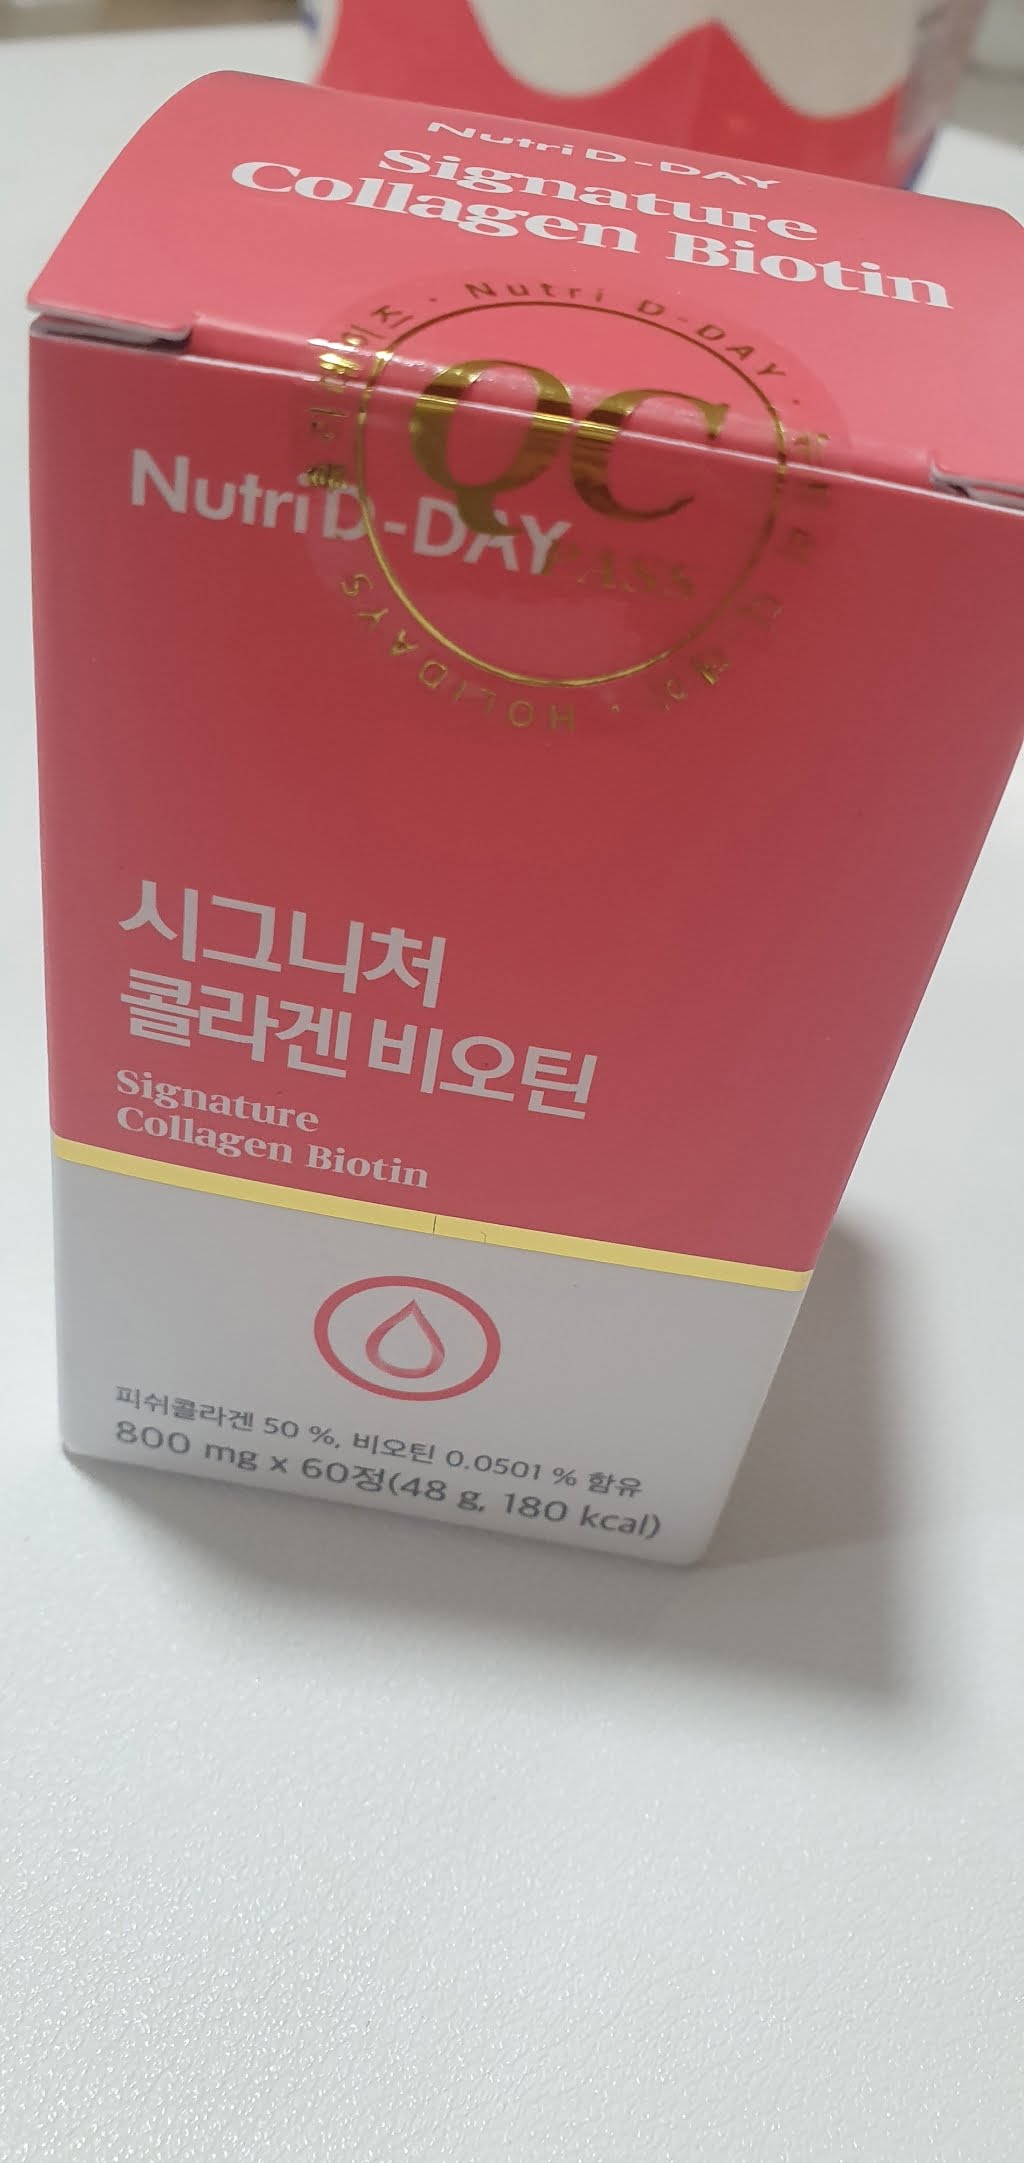 Nutri D-DAY
Signature
Collagen Biotin
Nutri D-DAY
QC
PASS
HOLIDAYS
Nutri D-DAY
시그니처
콜라겐 비오틴
Signature
Collagen Biotin
피쉬콜라겐 50 %, 비오틴 0.0501 % 함유
800 mg x 60정(48 g, 180 kcal)